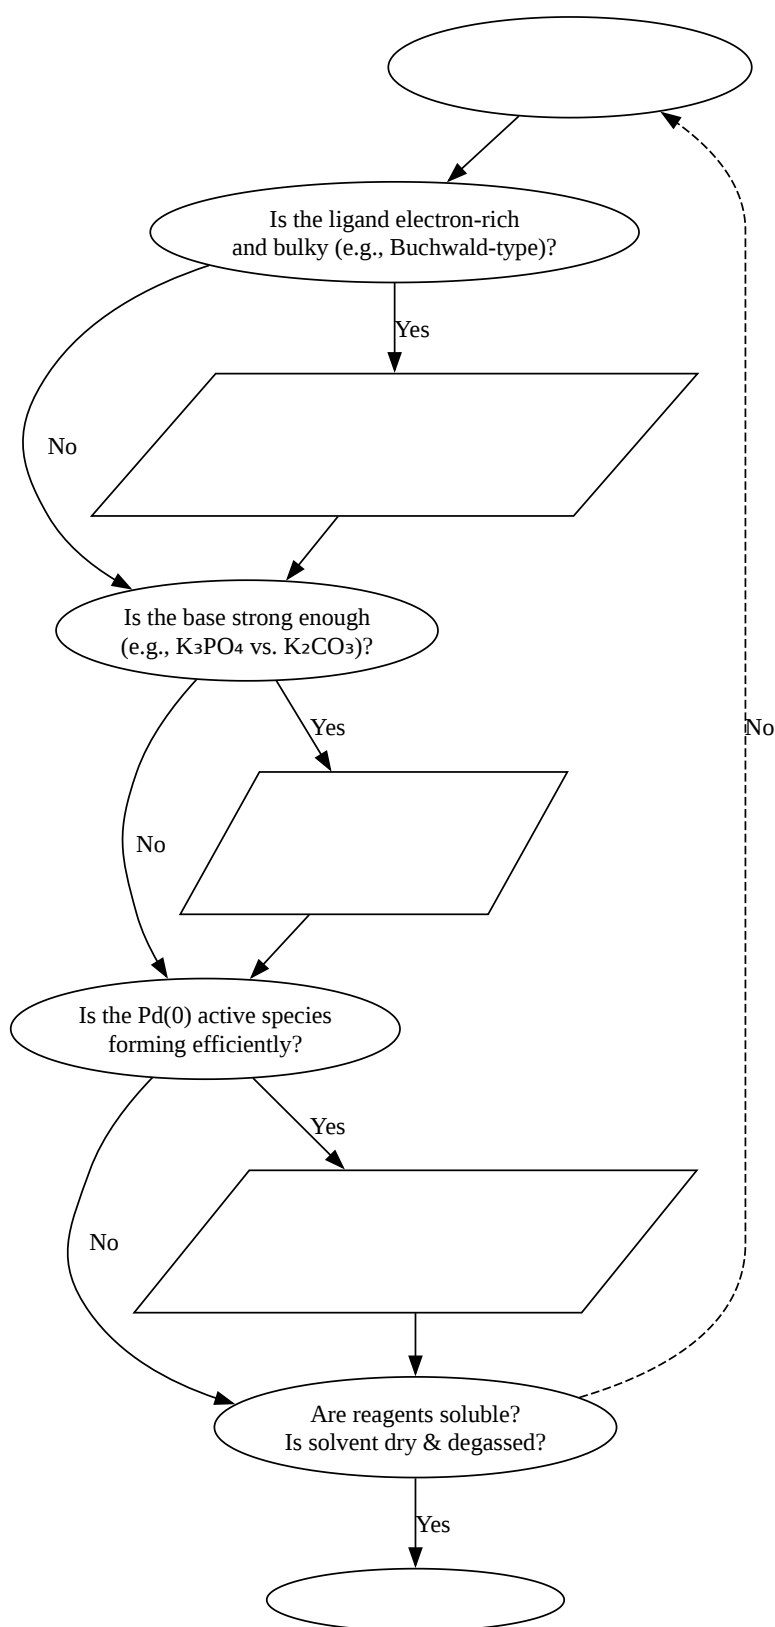 Is the ligand electron-rich
and bulky (e.g., Buchwald-type)?
Yes
No
Is the base strong enough
(e.g., K₃PO₄ vs. K₂CO₃)?
Yes
No
No
Is the Pd(0) active species
forming efficiently?
Yes
No
Are reagents soluble?
Is solvent dry & degassed?
Yes